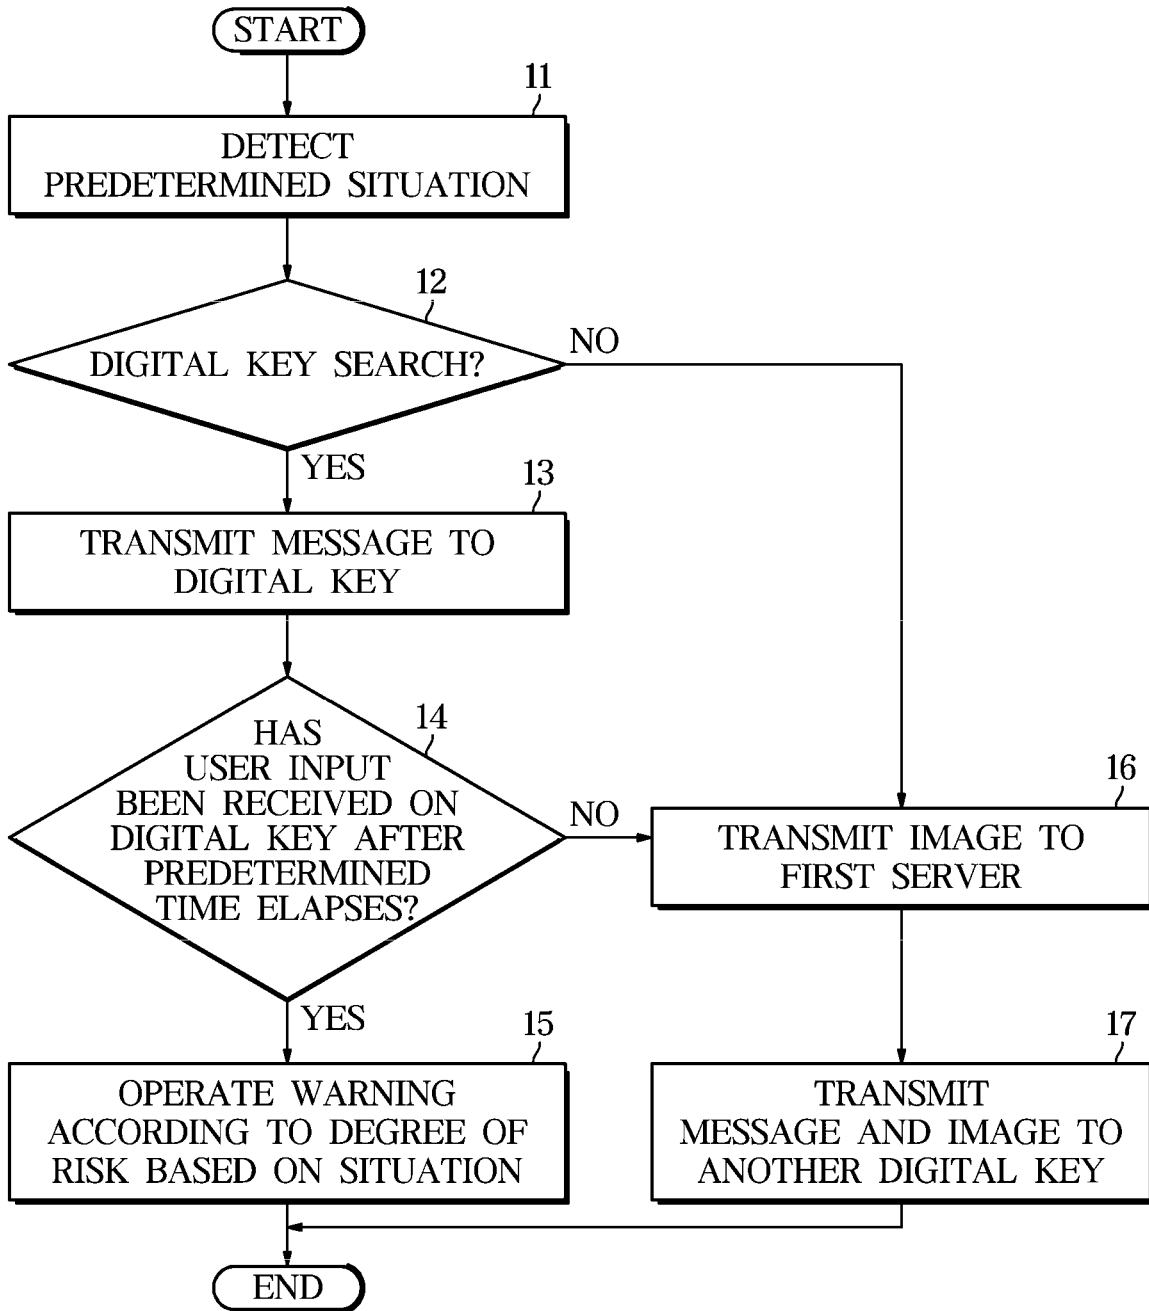 START
11
DETECT
PREDETERMINED SITUATION
12
DIGITAL KEY SEARCH?
NO
YES
13
TRANSMIT MESSAGE TO
DIGITAL KEY
14
HAS
USER INPUT
BEEN RECEIVED ON
DIGITAL KEY AFTER
PREDETERMINED
TIME ELAPSES?
NO
YES
16
TRANSMIT IMAGE TO
FIRST SERVER
15
OPERATE WARNING
ACCORDING TO DEGREE OF
RISK BASED ON SITUATION
17
TRANSMIT
MESSAGE AND IMAGE TO
ANOTHER DIGITAL KEY
END